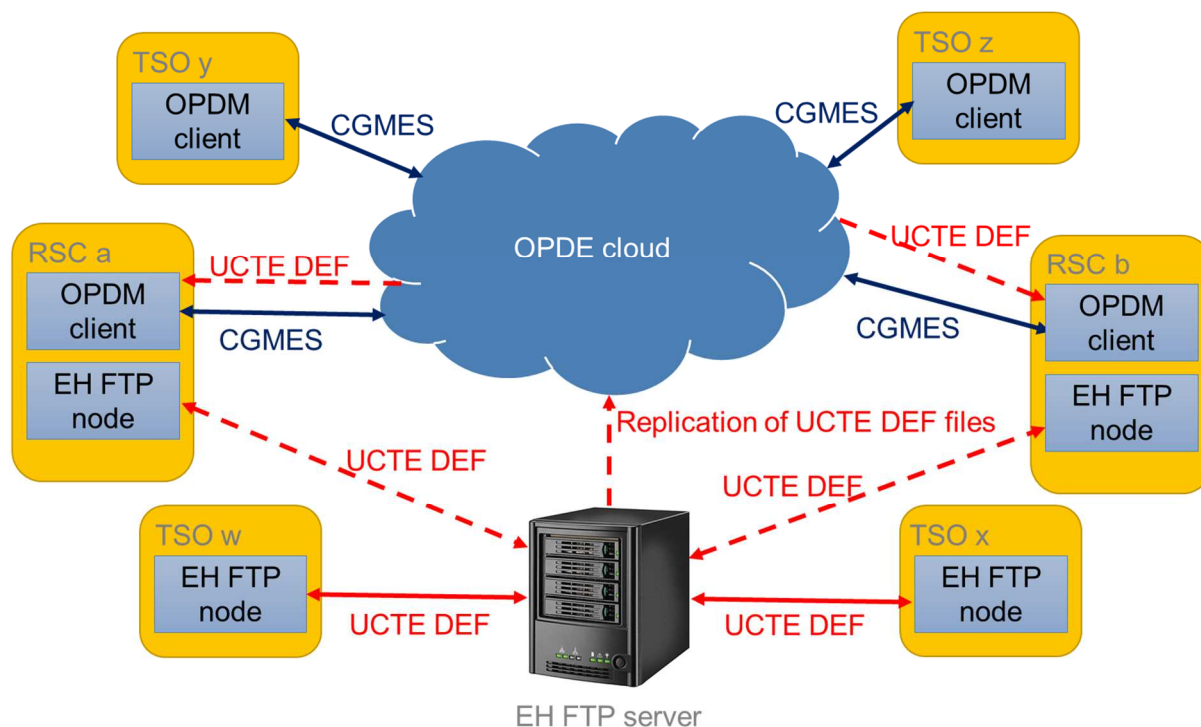 TSO y
OPDM
client
CGMES
TSO z
OPDM
client
CGMES
RSC a
OPDM
client
EH FTP
node
UCTE DEF
CGMES
OPDE cloud
UCTE DEF
CGMES
RSC b
OPDM
client
EH FTP
node
Replication of UCTE DEF files
UCTE DEF
UCTE DEF
TSO w
EH FTP
node
UCTE DEF
TSO x
EH FTP
node
UCTE DEF
EH FTP server